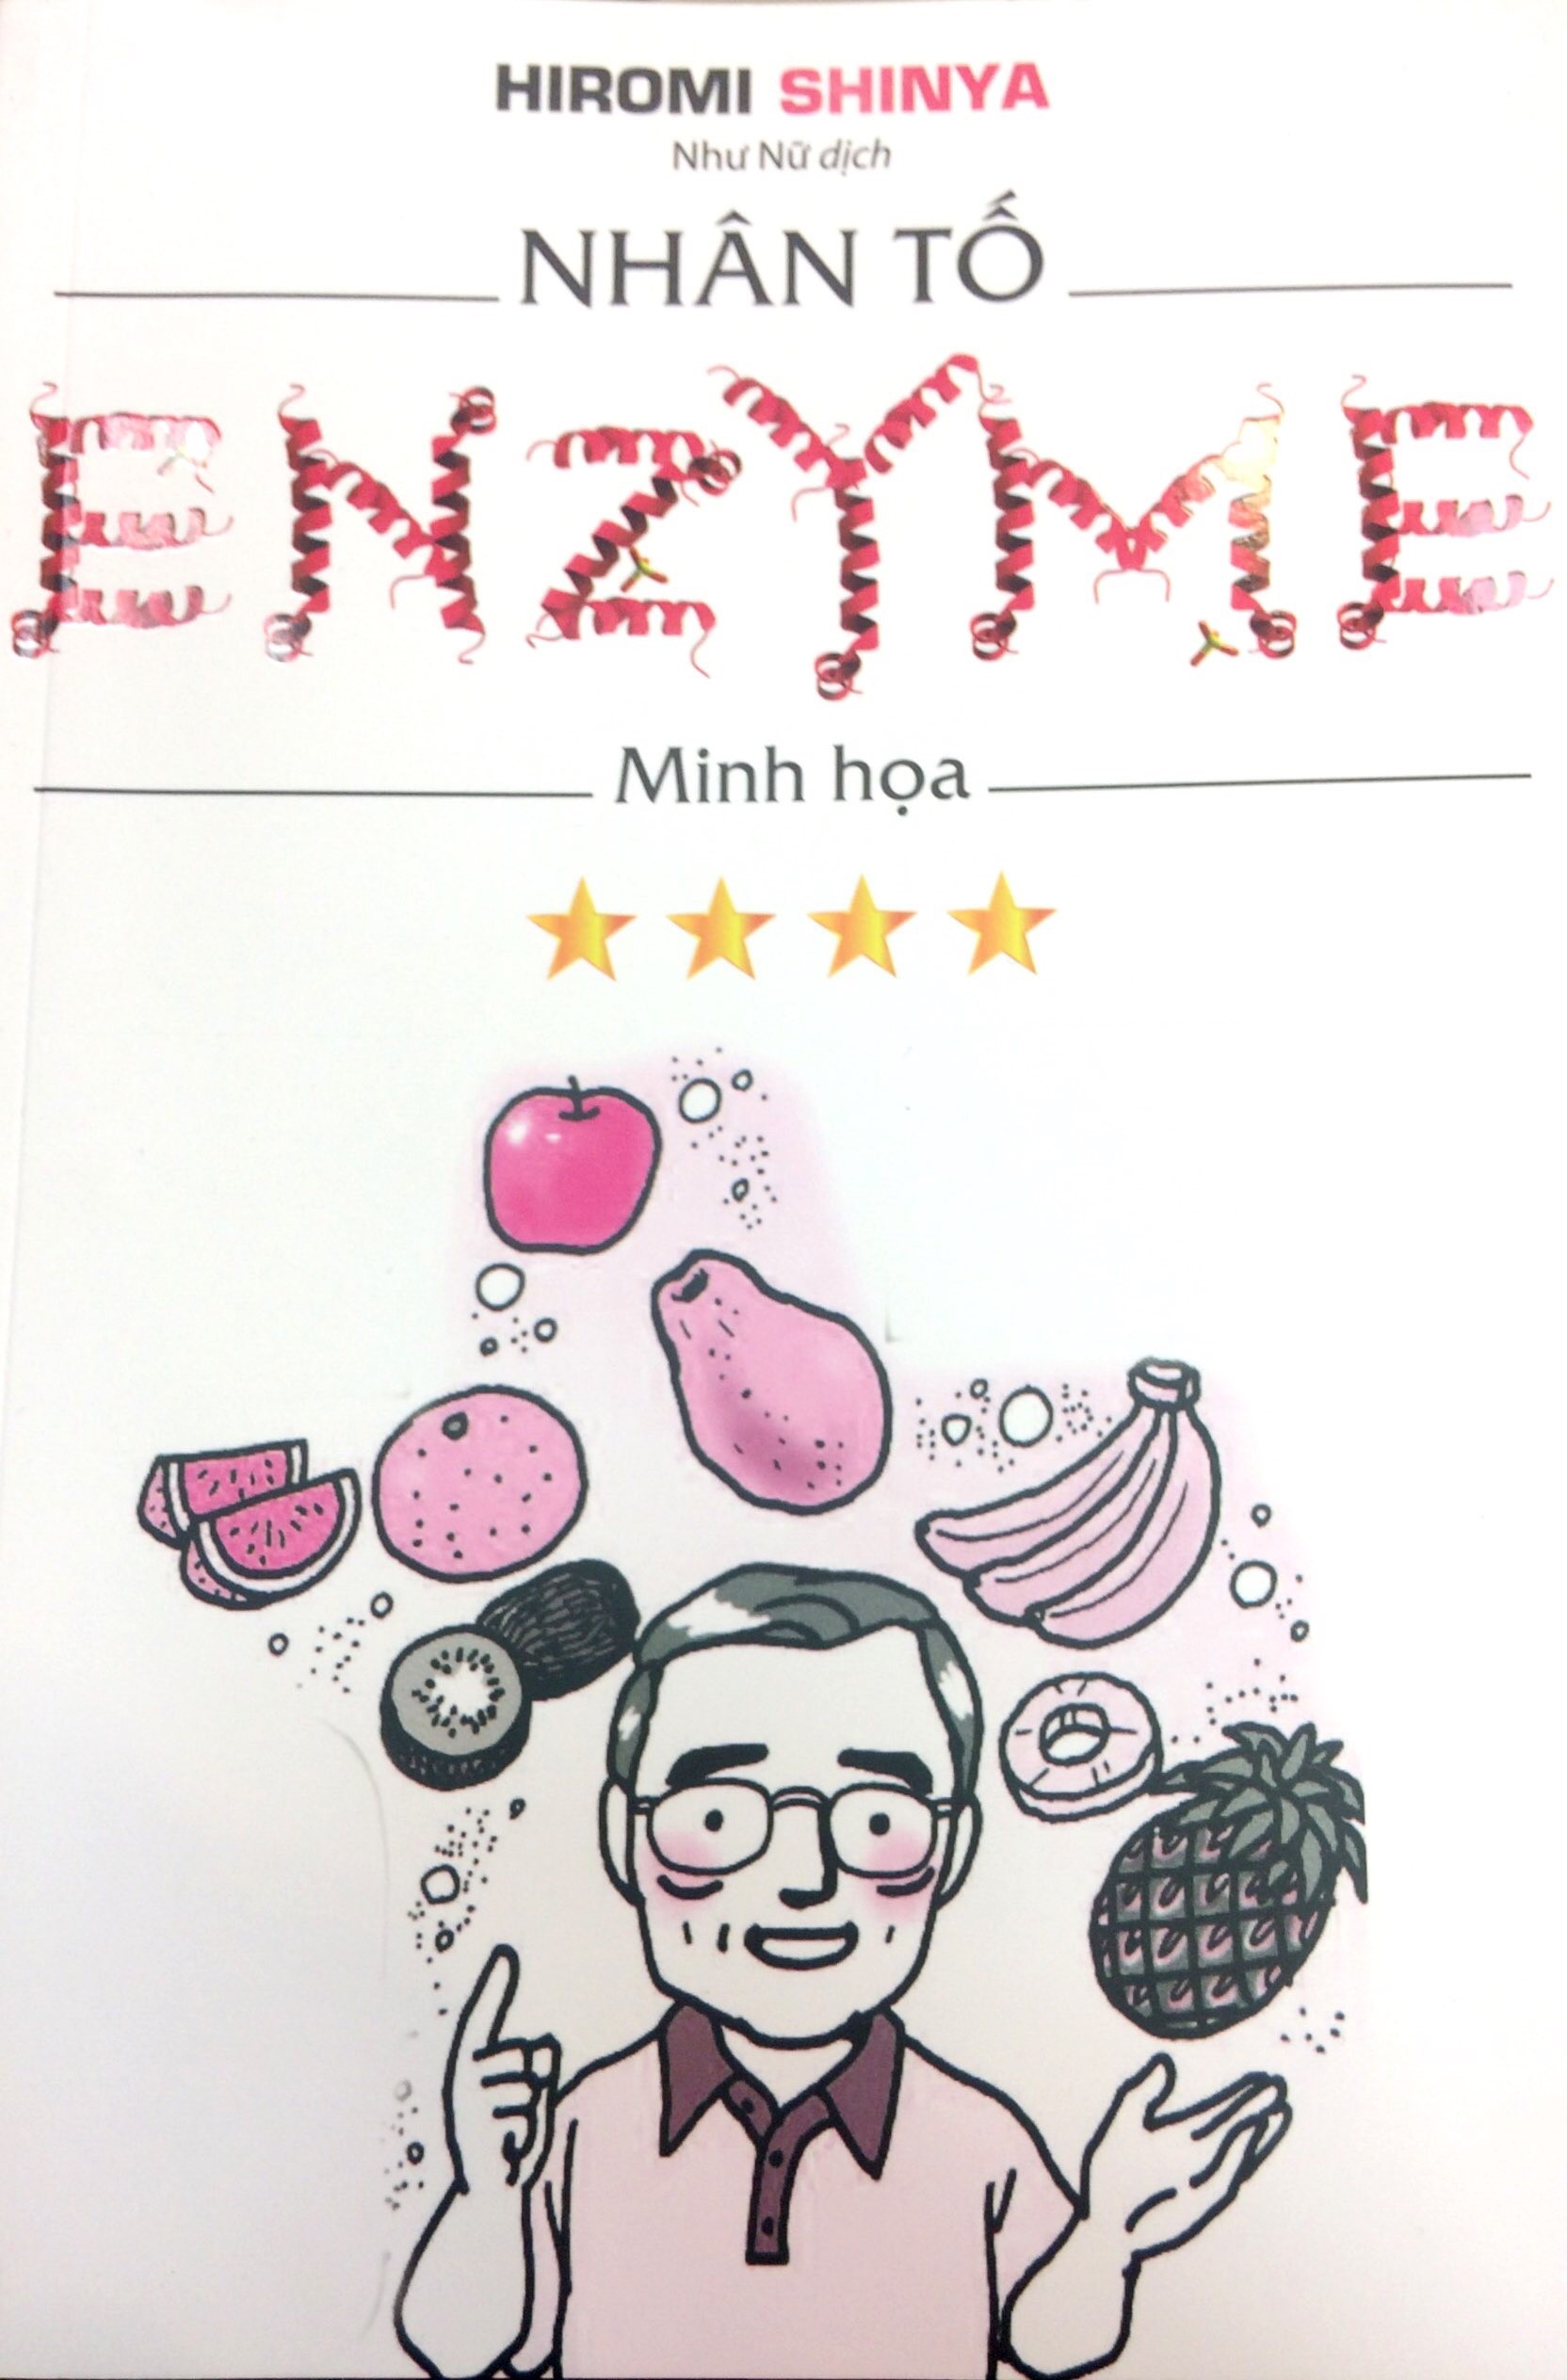 HIROMI SHINYA
Như Nữ dịch
NHÂN TỐ
ENZYME
Minh họa